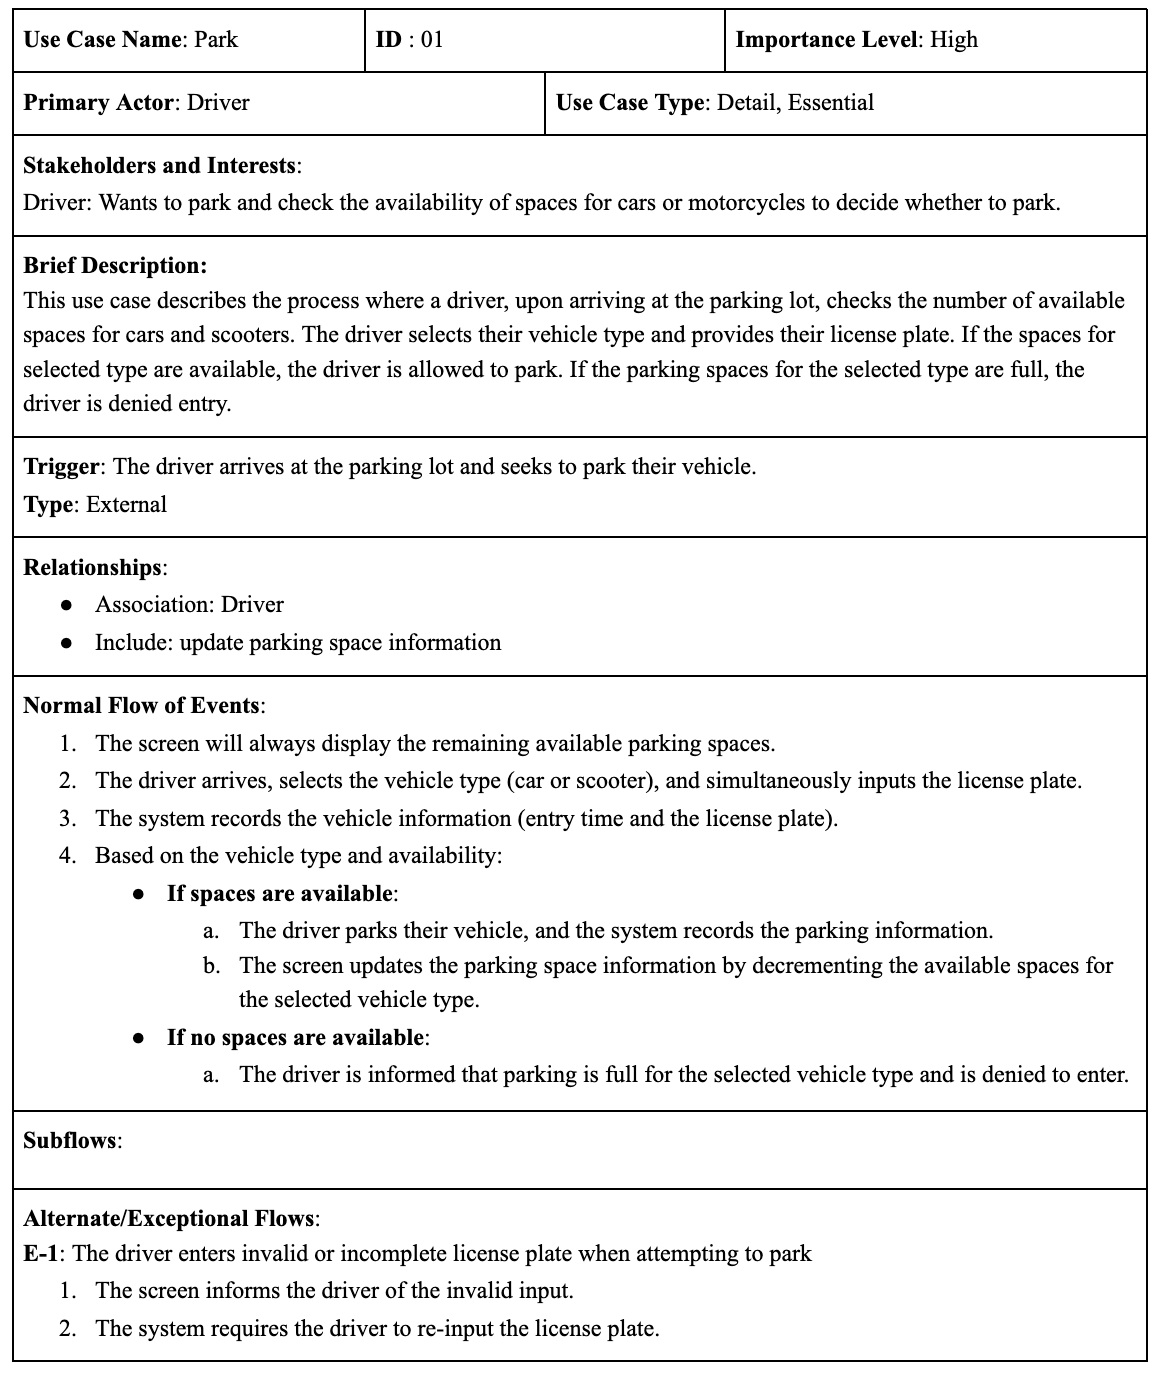 Use Case Name: Park
ID : 01
Importance Level: High
Primary Actor: Driver
Use Case Type: Detail, Essential
Stakeholders and Interests:
Driver: Wants to park and check the availability of spaces for cars or motorcycles to decide whether to park.
Brief Description:
This use case describes the process where a driver, upon arriving at the parking lot, checks the number of available
spaces for cars and scooters. The driver selects their vehicle type and provides their license plate. If the spaces for
selected type are available, the driver is allowed to park. If the parking spaces for the selected type are full, the
driver is denied entry.
Trigger: The driver arrives at the parking lot and seeks to park their vehicle.
Type: External
Relationships:
● Association: Driver
● Include: update parking space information
Normal Flow of Events:
1. The screen will always display the remaining available parking spaces.
2. The driver arrives, selects the vehicle type (car or scooter), and simultaneously inputs the license plate.
3. The system records the vehicle information (entry time and the license plate).
4. Based on the vehicle type and availability:
● If spaces are available:
a. The driver parks their vehicle, and the system records the parking information.
b. The screen updates the parking space information by decrementing the available spaces for
the selected vehicle type.
● If no spaces are available:
a. The driver is informed that parking is full for the selected vehicle type and is denied to enter.
Subflows:
Alternate/Exceptional Flows:
E-1: The driver enters invalid or incomplete license plate when attempting to park
1. The screen informs the driver of the invalid input.
2. The system requires the driver to re-input the license plate.